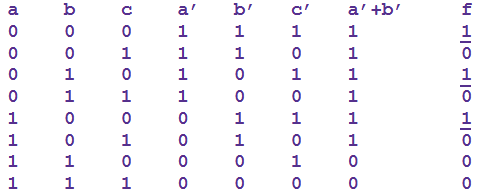 a b c a' b' c' a'+b' f
0 0 0 1 1 1 1 1
0 0 1 1 1 0 1 0
0 1 0 1 0 1 1 1
0 1 1 1 0 0 1 0
1 0 0 0 1 1 1 1
1 0 1 0 1 0 1 0
1 1 0 0 0 1 0 0
1 1 1 0 0 0 0 0